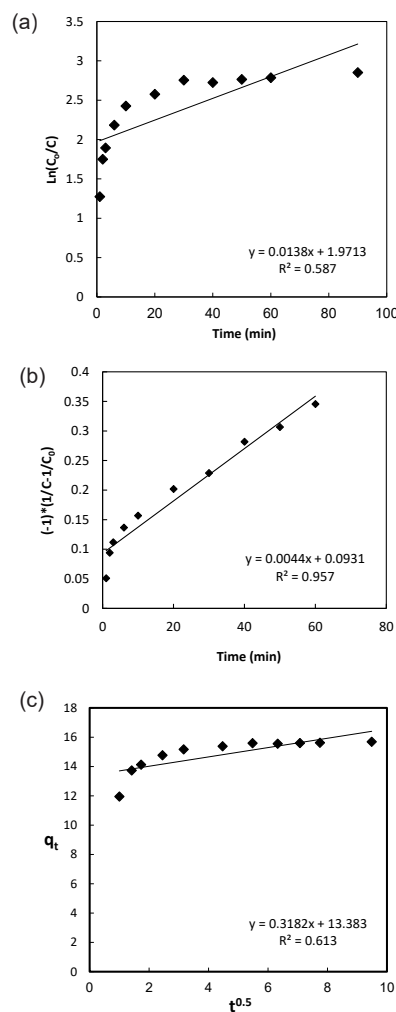 (a)
3.5
3
2.5
2
1.5
1
0.5
0
Ln(C₀/C)
y = 0.0138x + 1.9713
R² = 0.587
0 20 40 60 80 100
Time (min)
(b)
0.4
0.35
0.3
0.25
0.2
0.15
0.1
0.05
0
(-1)*(1/C-1/C₀)
y = 0.0044x + 0.0931
R² = 0.957
0 20 40 60 80
Time (min)
(c)
18
16
14
12
10
8
6
4
2
0
qₜ
y = 0.3182x + 13.383
R² = 0.613
0 2 4 6 8 10
t⁰·⁵